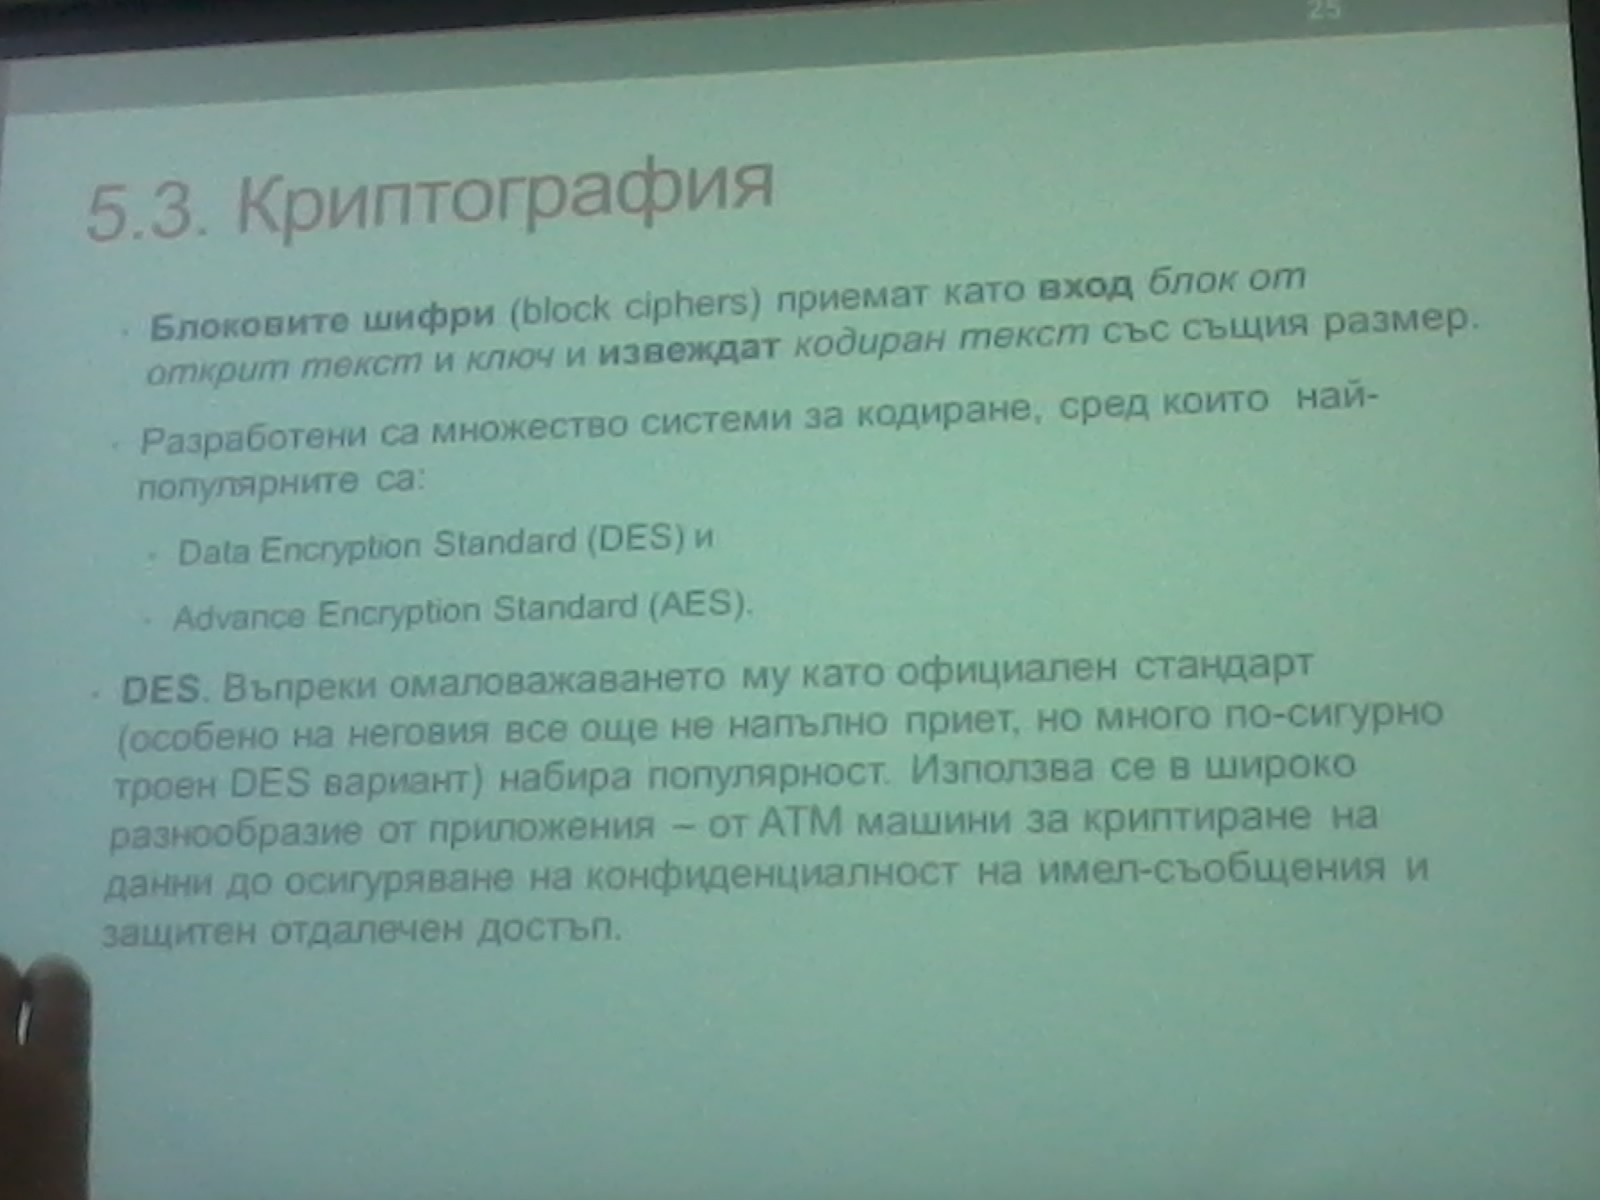 25
5.3. Криптография
Блоковите шифри (block ciphers) приемат като вход блок от
открит текст и ключ и извеждат кодиран текст със същия размер.
Разработени са множество системи за кодиране, сред които най-
популярните са:
Data Encryption Standard (DES) и
Advance Encryption Standard (AES).
DES. Въпреки омаловажаването му като официален стандарт
(особено на неговия все още не напълно приет, но много по-сигурно
троен DES вариант) набира популярност. Използва се в широко
разнообразие от приложения – от ATM машини за криптиране на
данни до осигуряване на конфиденциалност на имел-съобщения и
защитен отдалечен достъп.